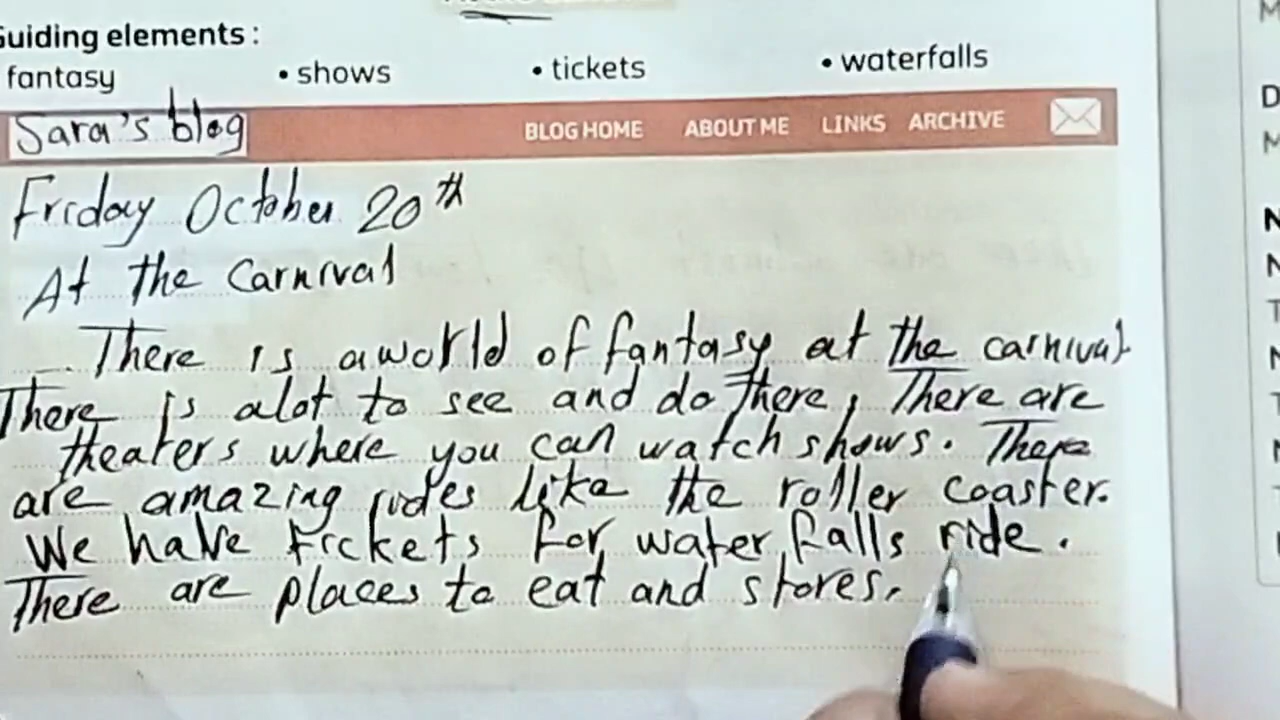 Guiding elements :
fantasy • shows • tickets • waterfalls
Sara's blog BLOG HOME ABOUT ME LINKS ARCHIVE
Friday October 20th
At the Carnival
There is a world of fantasy at the carnival
There is a lot to see and do there, There are
theaters where you can watch shows. There
are amazing rides like the roller coaster.
We have tickets for water falls ride.
There are places to eat and stores.